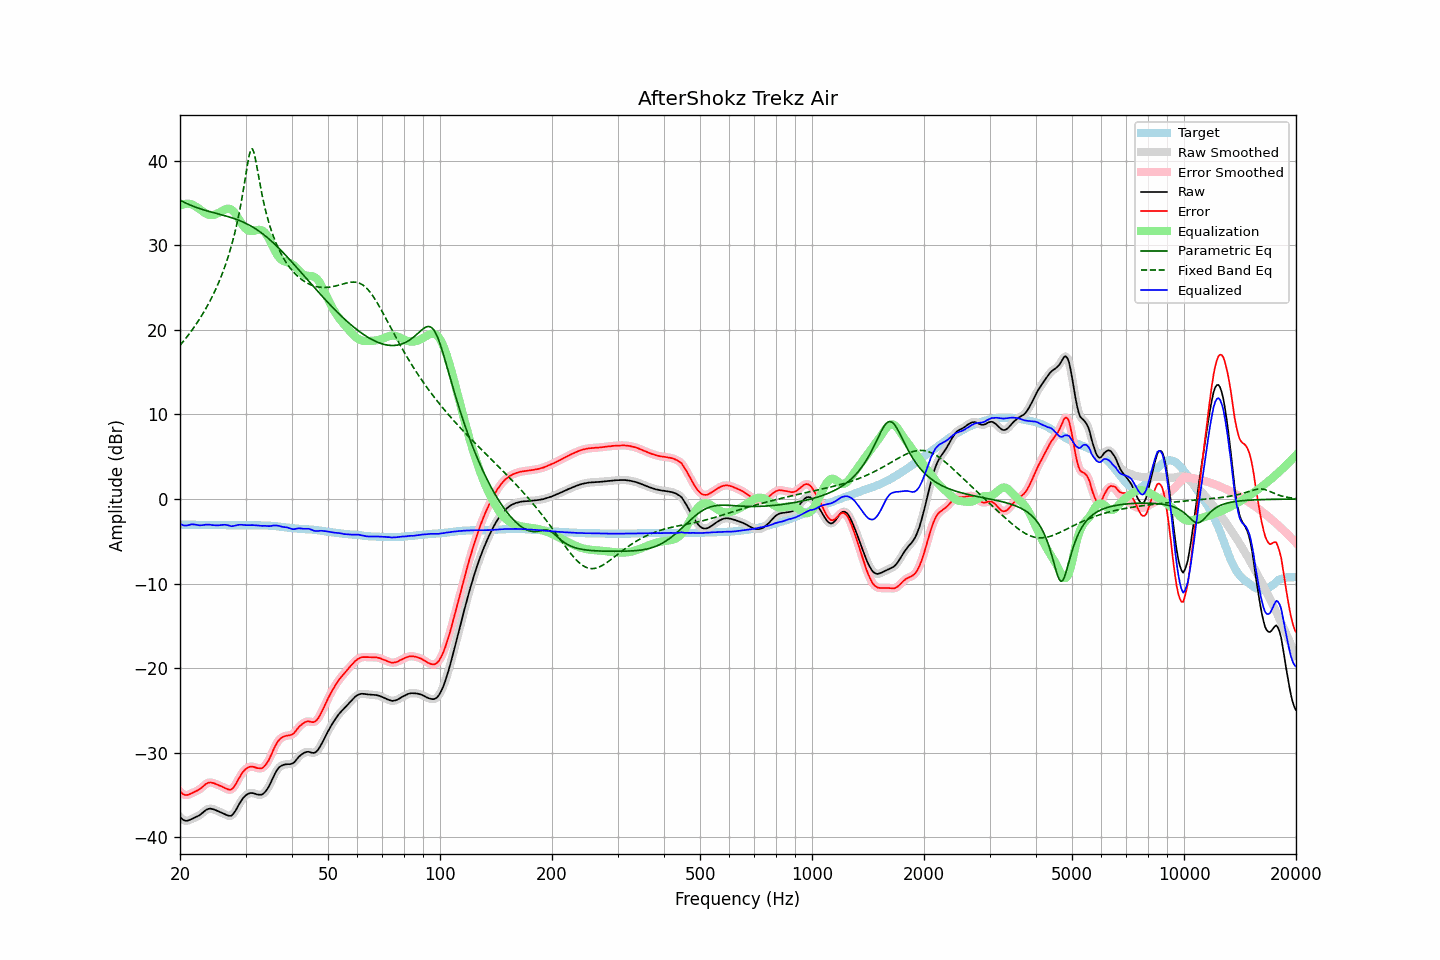 AfterShokz Trekz Air
Amplitude (dBr)
40
30
20
10
0
−10
−20
−30
−40
Target
Raw Smoothed
Error Smoothed
Raw
Error
Equalization
Parametric Eq
Fixed Band Eq
Equalized
20 50 100 200 500 1000 2000 5000 10000 20000
Frequency (Hz)